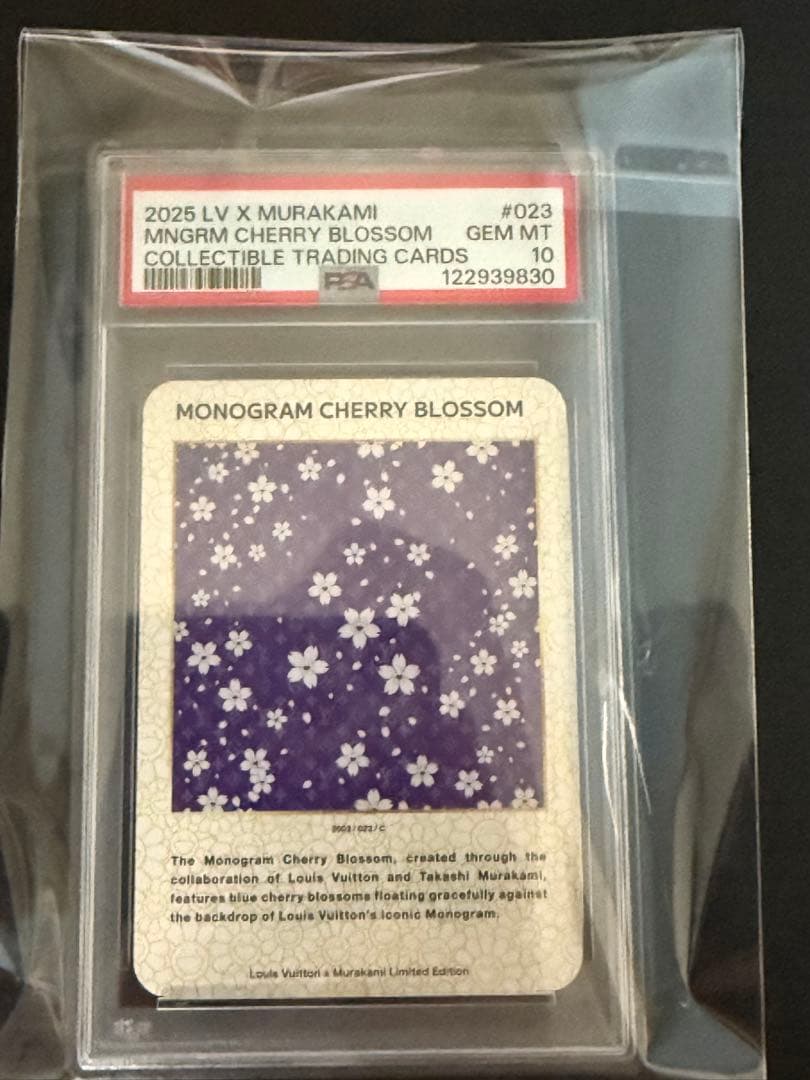 2025 LV X MURAKAMI #023
MNGRM CHERRY BLOSSOM GEM MT
COLLECTIBLE TRADING CARDS 10
PSA 122939830
MONOGRAM CHERRY BLOSSOM
The Monogram Cherry Blossom, created through the
collaboration of Louis Vuitton and Takashi Murakami,
features blue cherry blossoms floating gracefully against
the backdrop of Louis Vuitton's iconic Monogram.
Louis Vuitton x Murakami Limited Edition